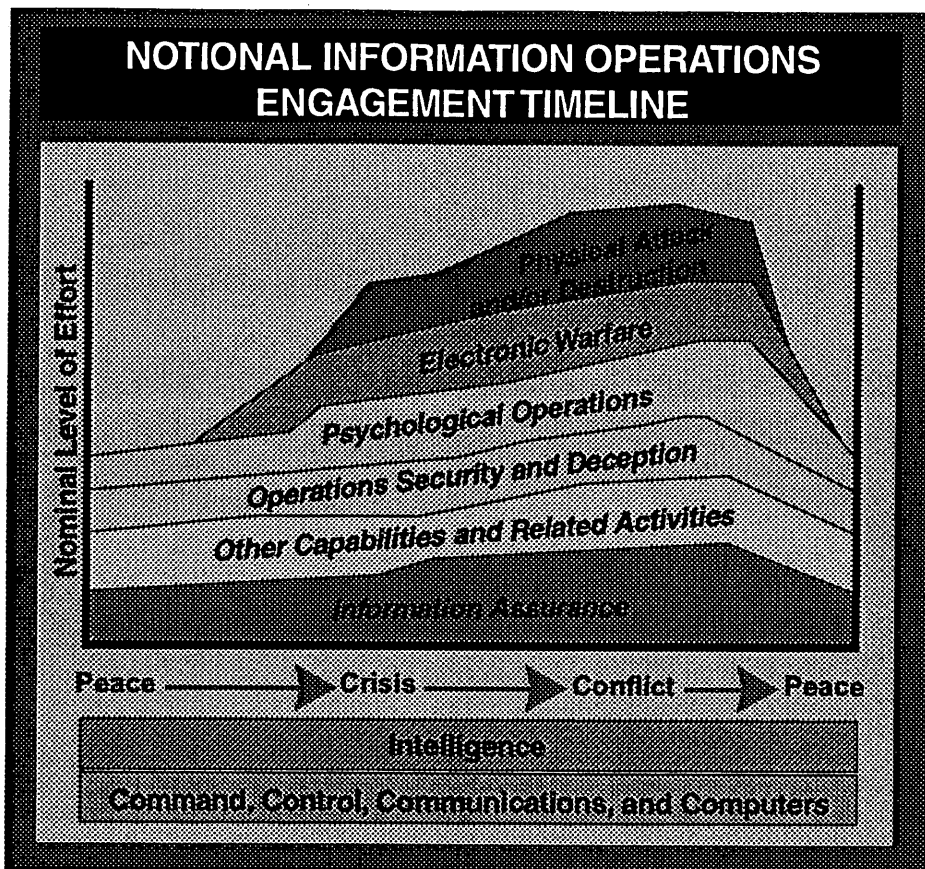 NOTIONAL INFORMATION OPERATIONS
ENGAGEMENT TIMELINE
Nominal Level of Effort
Physical Attack
and/or Destruction
Electronic Warfare
Psychological Operations
Operations Security and Deception
Other Capabilities and Related Activities
Information Assurance
Peace Crisis Conflict Peace
Intelligence
Command, Control, Communications, and Computers